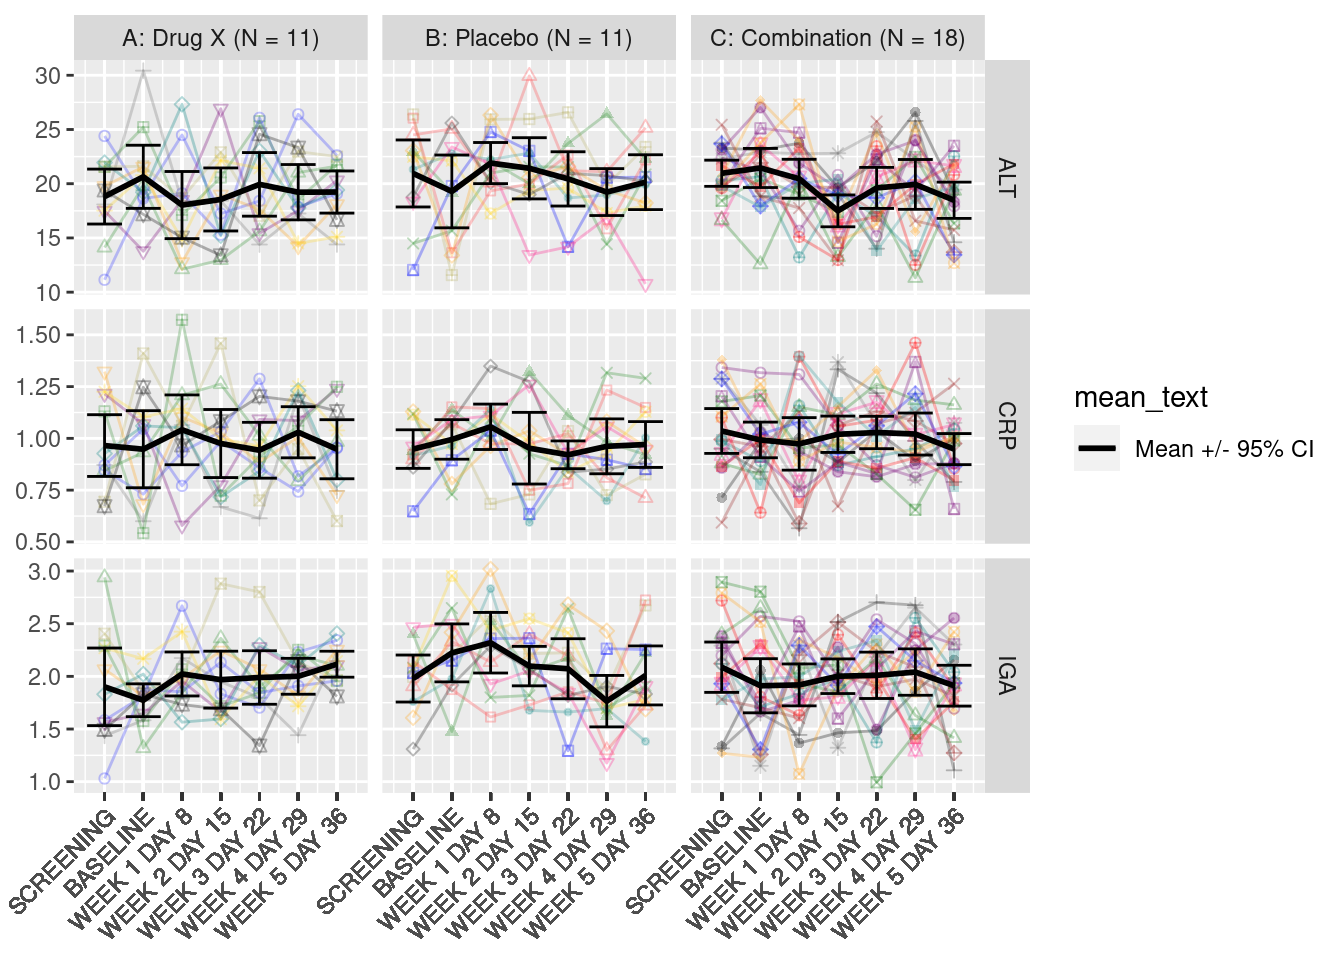 A: Drug X (N = 11)
B: Placebo (N = 11)
C: Combination (N = 18)
30
25
20
15
10
ALT
1.50
1.25
1.00
0.75
0.50
CRP
3.0
2.5
2.0
1.5
1.0
IGA
SCREENING
BASELINE
WEEK 1 DAY 8
WEEK 2 DAY 15
WEEK 3 DAY 22
WEEK 4 DAY 29
WEEK 5 DAY 36
SCREENING
BASELINE
WEEK 1 DAY 8
WEEK 2 DAY 15
WEEK 3 DAY 22
WEEK 4 DAY 29
WEEK 5 DAY 36
SCREENING
BASELINE
WEEK 1 DAY 8
WEEK 2 DAY 15
WEEK 3 DAY 22
WEEK 4 DAY 29
WEEK 5 DAY 36
mean_text
Mean +/- 95% CI